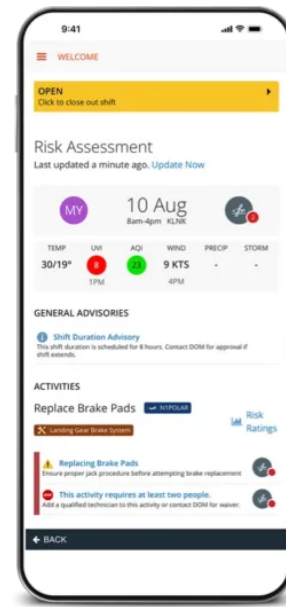 9:41
WELCOME
OPEN
Click to close out shift
Risk Assessment
Last updated a minute ago. Update Now
MY
10 Aug
8am-4pm KLNK
2
TEMP UVI AQI WIND PRECIP STORM
30/19° 8 23 9 KTS - -
1PM 4PM
GENERAL ADVISORIES
Shift Duration Advisory
This shift duration is scheduled for 8 hours. Contact DOM for approval if
shift extends.
ACTIVITIES
Replace Brake Pads N1POLAR
Risk
Ratings
Landing Gear Brake System
Replacing Brake Pads
Ensure proper jack procedure before attempting brake replacement
This activity requires at least two people.
Add a qualified technician to this activity or contact DOM for waiver.
BACK